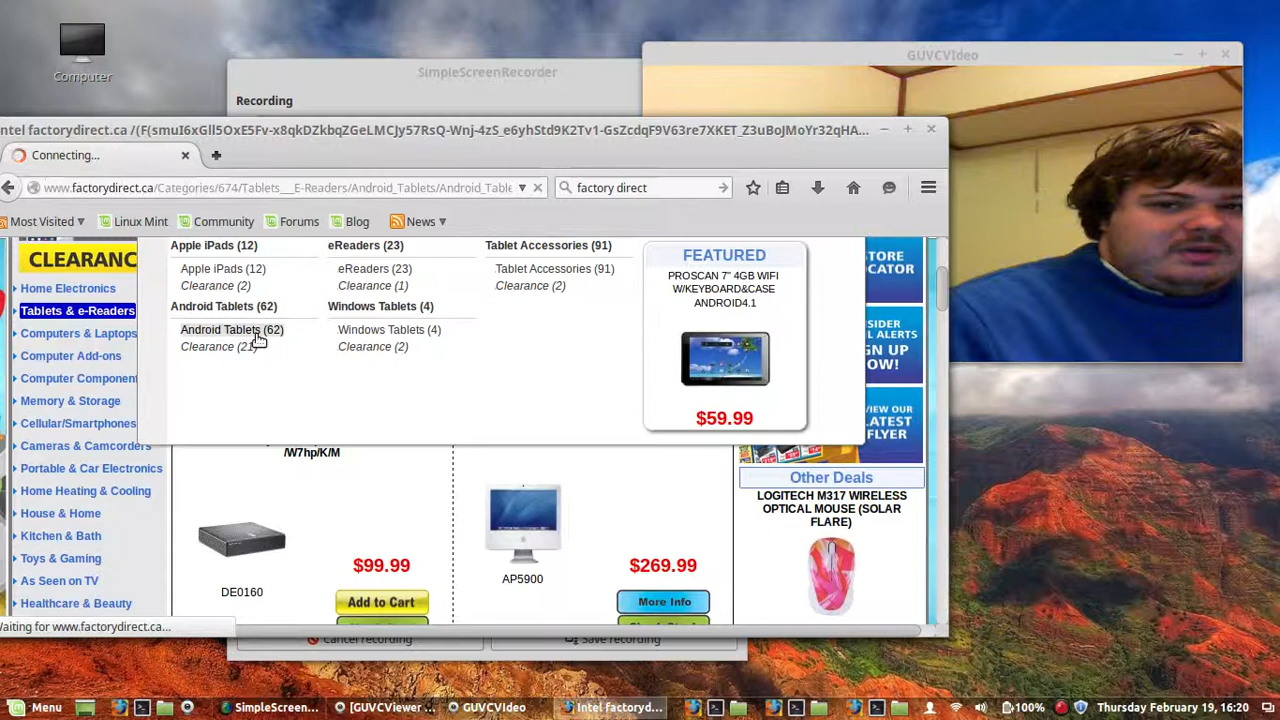 Computer
SimpleScreenRecorder
Recording
GUVCVIdeo
Intel factorydirect.ca /(F(smuI6xGll5OxE5Fv-x8qkDZkbqZGeLMCJy57RsQ-Wnj-4zS_e6yhStd9K2Tv1-GsZcdqF9V63re7XKET_Z3uBoJMoYr32qHA...
Connecting...
www.factorydirect.ca/Categories/674/Tablets___E-Readers/Android_Tablets/Android_Table
factory direct
Most Visited
Linux Mint
Community
Forums
Blog
News
CLEARANC
Home Electronics
Tablets & e-Readers
Computers & Laptops
Computer Add-ons
Computer Component
Memory & Storage
Cellular/Smartphones
Cameras & Camcorders
Portable & Car Electronics
Home Heating & Cooling
House & Home
Kitchen & Bath
Toys & Gaming
As Seen on TV
Healthcare & Beauty
Apple iPads (12)
Apple iPads (12)
Clearance (2)
Android Tablets (62)
Android Tablets (62)
Clearance (21)
eReaders (23)
eReaders (23)
Clearance (1)
Windows Tablets (4)
Windows Tablets (4)
Clearance (2)
Tablet Accessories (91)
Tablet Accessories (91)
Clearance (2)
FEATURED
PROSCAN 7" 4GB WIFI
W/KEYBOARD&CASE
ANDROID4.1
$59.99
/W7hp/K/M
DE0160
$99.99
Add to Cart
AP5900
$269.99
More Info
TORE
OCATOR
SIDER
ALERTS
GN UP
OW!
VIEW OUR
LATEST
FLYER
Other Deals
LOGITECH M317 WIRELESS
OPTICAL MOUSE (SOLAR
FLARE)
Waiting for www.factorydirect.ca...
Cancel recording
Save recording
Menu
SimpleScreen...
[GUVCViewer ...
GUVCVIdeo
Intel factoryd...
100%
Thursday February 19, 16:20